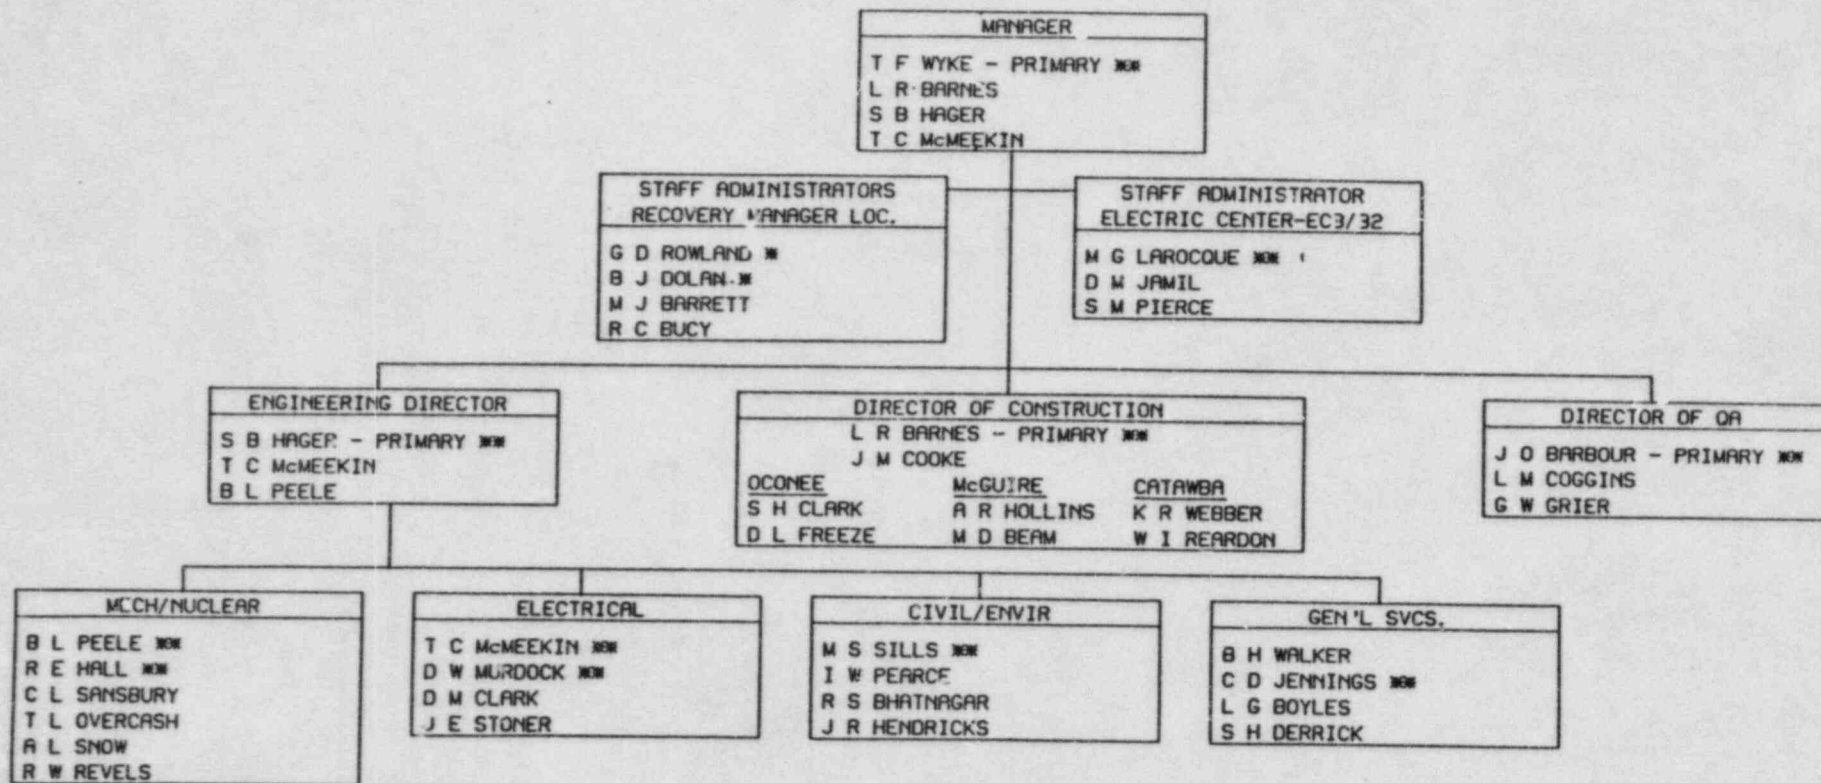 MANAGER
T F WYKE - PRIMARY **
L R BARNES
S B HAGER
T C McMEEKIN
STAFF ADMINISTRATORS
RECOVERY MANAGER LOC.
G D ROWLAND *
B J DOLAN *
M J BARRETT
R C BUCY
STAFF ADMINISTRATOR
ELECTRIC CENTER-EC3/32
M G LAROCQUE **
D M JAMIL
S M PIERCE
ENGINEERING DIRECTOR
S B HAGER - PRIMARY **
T C McMEEKIN
B L PEELE
DIRECTOR OF CONSTRUCTION
L R BARNES - PRIMARY **
J M COOKE
OCONEE McGUIRE CATAWBA
S H CLARK A R HOLLINS K R WEBBER
D L FREEZE M D BEAM W I REARDON
DIRECTOR OF QA
J O BARBOUR - PRIMARY **
L M COGGINS
G W GRIER
MECH/NUCLEAR
B L PEELE **
R E HALL **
C L SANSBURY
T L OVERCASH
A L SNOW
R W REVELS
ELECTRICAL
T C McMEEKIN **
D W MURDOCK **
D M CLARK
J E STONER
CIVIL/ENVIR
M S SILLS **
I W PEARCE
R S BHATNAGAR
J R HENDRICKS
GEN'L SVCS.
B H WALKER
C D JENNINGS **
L G BOYLES
S H DERRICK